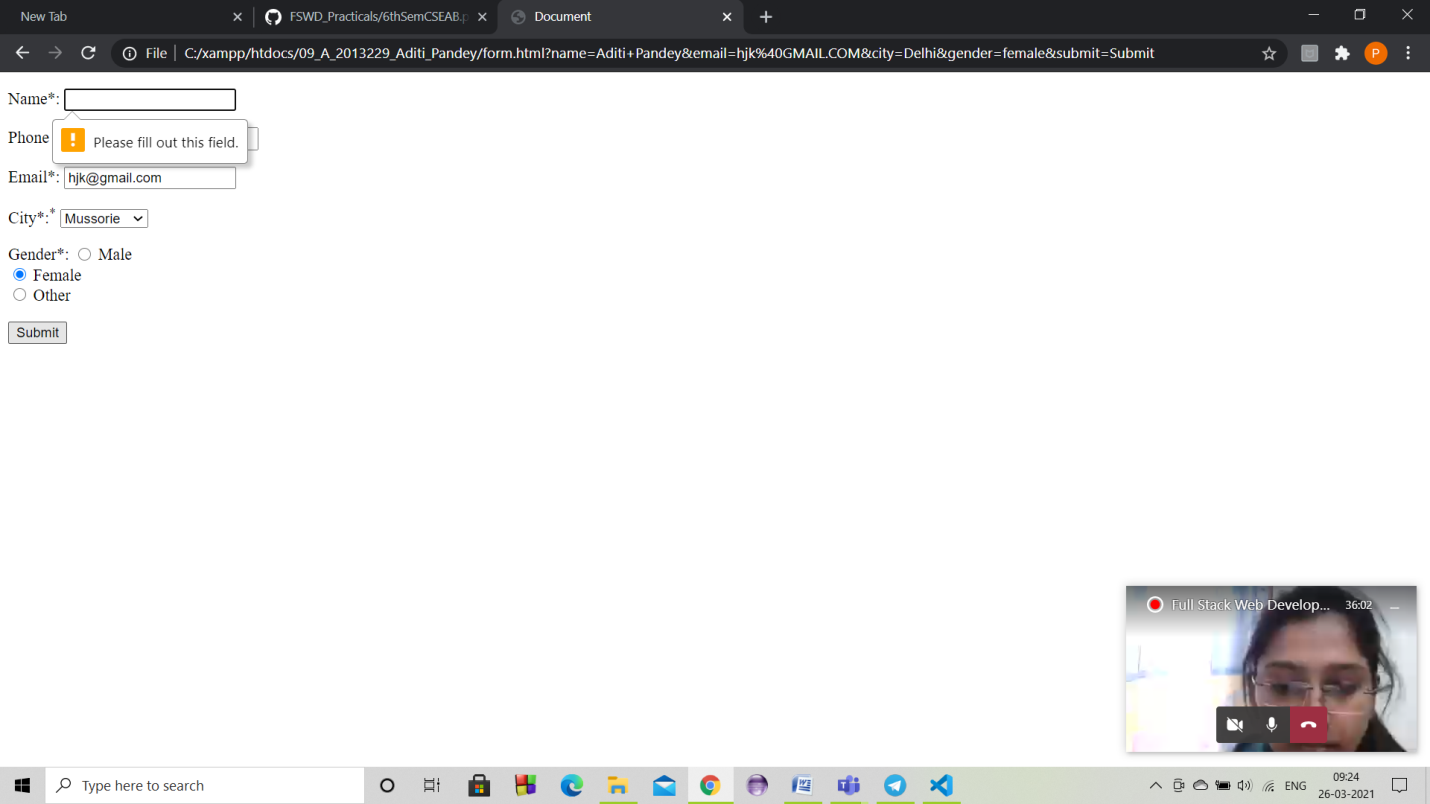 New Tab
FSWD_Practicals/6thSemCSEAB.p
Document
File
C:/xampp/htdocs/09_A_2013229_Aditi_Pandey/form.html?name=Aditi+Pandey&email=hjk%40GMAIL.COM&city=Delhi&gender=female&submit=Submit
P
Name*:
Phone
Please fill out this field.
Email*: hjk@gmail.com
City*:* Mussorie
Gender*: Male
Female
Other
Submit
Full Stack Web Develop... 36:02
Type here to search
ENG
09:24
26-03-2021